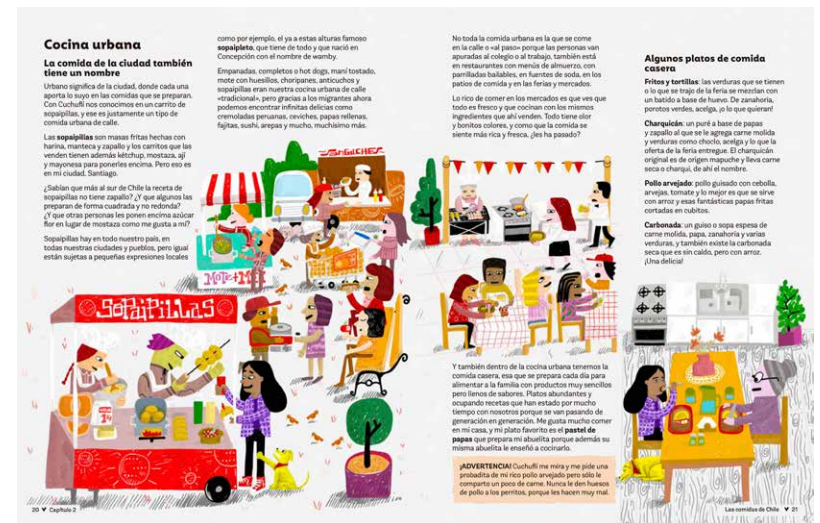 Cocina urbana
La comida de la ciudad también
tiene un nombre
Urbano significa de la ciudad, donde cada una
aporta lo suyo en las comidas que se preparan.
Con Cuchuflí nos conocimos en un carrito de
sopaipillas, y ese es justamente un tipo de
comida urbana de calle.
Las sopaipillas son masas fritas hechas con
harina, manteca y zapallo y los carritos que las
venden tienen además kétchup, mostaza, ají
y mayonesa para ponerles encima. Pero eso es
en mi ciudad, Santiago.
¿Sabían que más al sur de Chile la receta de
sopaipillas no tiene zapallo? ¿Y que algunos las
preparan de forma cuadrada y no redonda?
¿Y que otras personas les ponen encima azúcar
flor en lugar de mostaza como me gusta a mí?
Sopaipillas hay en todo nuestro país, en
todas nuestras ciudades y pueblos, pero igual
están sujetas a pequeñas expresiones locales
como por ejemplo, el ya a estas alturas famoso
sopaipleto, que tiene de todo y que nació en
Concepción con el nombre de wamby.
Empanadas, completos o hot dogs, maní tostado,
mote con huesillos, choripanes, anticuchos y
sopaipillas eran nuestra cocina urbana de calle
«tradicional», pero gracias a los migrantes ahora
podemos encontrar infinitas delicias como
cremoladas peruanas, ceviches, papas rellenas,
fajitas, sushi, arepas y mucho, muchísimo más.
SANGUCHES
MOTE+M
SOPAIPILLAS
20 ♥ Capítulo 2
No toda la comida urbana es la que se come
en la calle o «al paso» porque las personas van
apuradas al colegio o al trabajo, también está
en restaurantes con menús de almuerzo, con
parrilladas bailables, en fuentes de soda, en los
patios de comida y en las ferias y mercados.
Lo rico de comer en los mercados es que ves que
todo es fresco y que cocinan con los mismos
ingredientes que ahí venden. Todo tiene olor
y bonitos colores, y como que la comida se
siente más rica y fresca, ¿les ha pasado?
Y también dentro de la cocina urbana tenemos la
comida casera, esa que se prepara cada día para
alimentar a la familia con productos muy sencillos
pero llenos de sabores. Platos abundantes y
ocupando recetas que han estado por mucho
tiempo con nosotros porque se van pasando de
generación en generación. Me gusta mucho comer
en mi casa, y mi plato favorito es el pastel de
papas que prepara mi abuelita porque además su
misma abuelita le enseñó a cocinarlo.
¡ADVERTENCIA! Cuchuflí me mira y me pide una
probadita de mi rico pollo arvejado pero sólo le
comparto un poco de carne. Nunca le den huesos
de pollo a los perritos, porque les hacen muy mal.
Algunos platos de comida
casera
Fritos y tortillas: las verduras que se tienen
o lo que se trajo de la feria se mezclan con
un batido a base de huevo. De zanahoria,
porotos verdes, acelga, ¡o lo que quieran!
Charquicán: un puré a base de papas
y zapallo al que se le agrega carne molida
y verduras como choclo, acelga y lo que la
oferta de la feria entregue. El charquicán
original es de origen mapuche y lleva carne
seca o charqui, de ahí el nombre.
Pollo arvejado: pollo guisado con cebolla,
arvejas, tomate y lo mejor es que se sirve
con arroz y esas fantásticas papas fritas
cortadas en cubitos.
Carbonada: un guiso o sopa espesa de
carne molida, papa, zanahoria y varias
verduras, y también existe la carbonada
seca que es sin caldo, pero con arroz.
¡Una delicia!
Las comidas de Chile ♥ 21